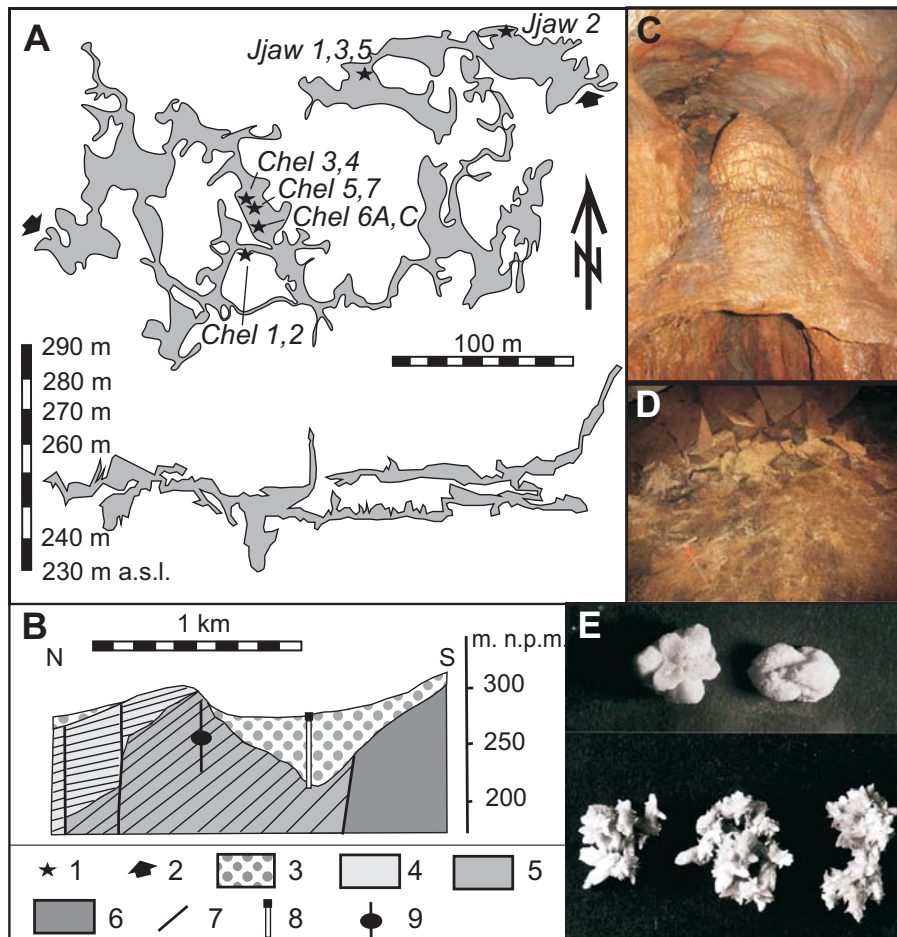 A
Jjaw 2
Jjaw 1,3,5
Chel 3,4
Chel 5,7
Chel 6A,C
Chel 1,2
N
100 m
290 m
280 m
270 m
260 m
240 m
230 m a.s.l.
B
1 km
N
S
m. n.p.m.
300
250
200
1
2
3
4
5
6
7
8
9
C
D
E